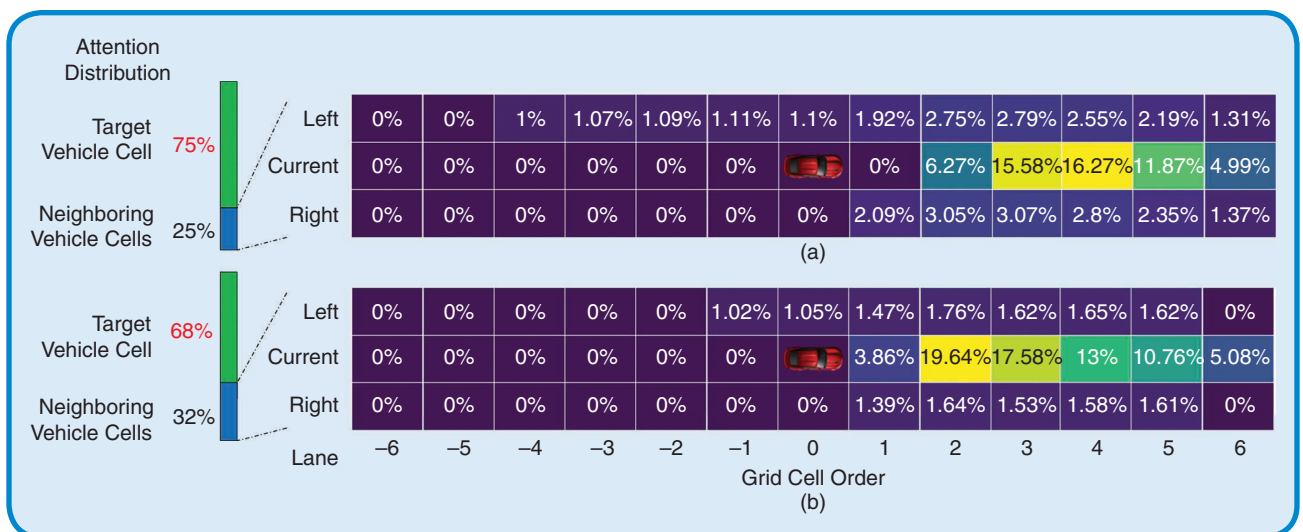 Attention
Distribution
Target
Vehicle Cell
75%
Neighboring
Vehicle Cells
25%
Left 0% 0% 1% 1.07% 1.09% 1.11% 1.1% 1.92% 2.75% 2.79% 2.55% 2.19% 1.31%
Current 0% 0% 0% 0% 0% 0% 0% 6.27% 15.58% 16.27% 11.87% 4.99%
Right 0% 0% 0% 0% 0% 0% 0% 2.09% 3.05% 3.07% 2.8% 2.35% 1.37%
(a)
Target
Vehicle Cell
68%
Neighboring
Vehicle Cells
32%
Left 0% 0% 0% 0% 0% 1.02% 1.05% 1.47% 1.76% 1.62% 1.65% 1.62% 0%
Current 0% 0% 0% 0% 0% 0% 3.86% 19.64% 17.58% 13% 10.76% 5.08%
Right 0% 0% 0% 0% 0% 0% 0% 1.39% 1.64% 1.53% 1.58% 1.61% 0%
Lane –6 –5 –4 –3 –2 –1 0 1 2 3 4 5 6
Grid Cell Order
(b)